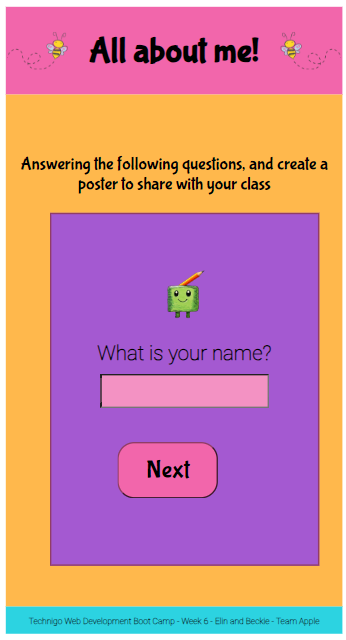 All about me!
Answering the following questions, and create a
poster to share with your class
What is your name?
Next
Technigo Web Development Boot Camp - Week 6 - Elin and Beckie - Team Apple